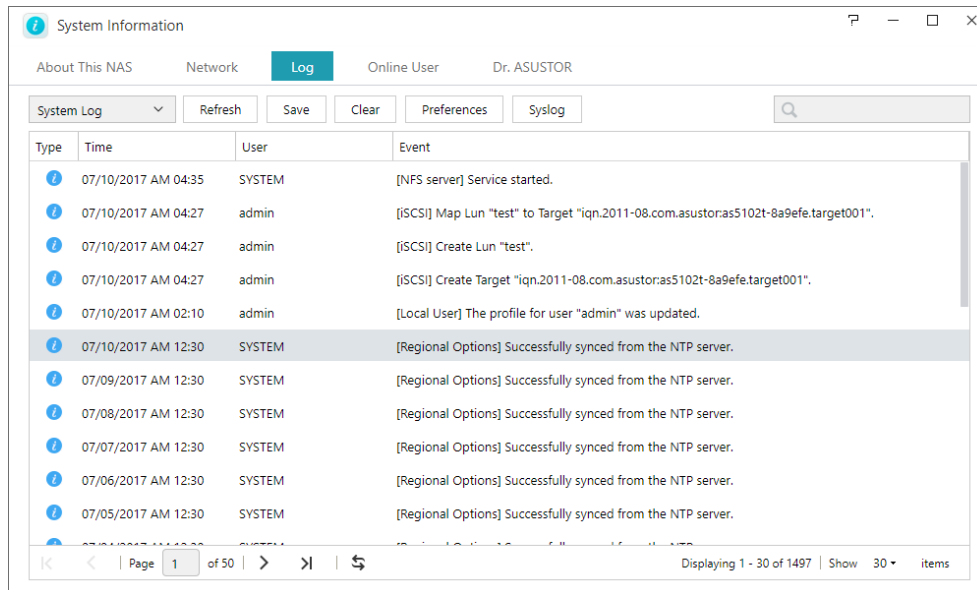 System Information
About This NAS Network Log Online User Dr. ASUSTOR
System Log Refresh Save Clear Preferences Syslog
Type Time User Event
07/10/2017 AM 04:35 SYSTEM [NFS server] Service started.
07/10/2017 AM 04:27 admin [iSCSI] Map Lun "test" to Target "iqn.2011-08.com.asustor:as5102t-8a9efe.target001".
07/10/2017 AM 04:27 admin [iSCSI] Create Lun "test".
07/10/2017 AM 04:27 admin [iSCSI] Create Target "iqn.2011-08.com.asustor:as5102t-8a9efe.target001".
07/10/2017 AM 02:10 admin [Local User] The profile for user "admin" was updated.
07/10/2017 AM 12:30 SYSTEM [Regional Options] Successfully synced from the NTP server.
07/09/2017 AM 12:30 SYSTEM [Regional Options] Successfully synced from the NTP server.
07/08/2017 AM 12:30 SYSTEM [Regional Options] Successfully synced from the NTP server.
07/07/2017 AM 12:30 SYSTEM [Regional Options] Successfully synced from the NTP server.
07/06/2017 AM 12:30 SYSTEM [Regional Options] Successfully synced from the NTP server.
07/05/2017 AM 12:30 SYSTEM [Regional Options] Successfully synced from the NTP server.
Page 1 of 50 Displaying 1 - 30 of 1497 Show 30 items